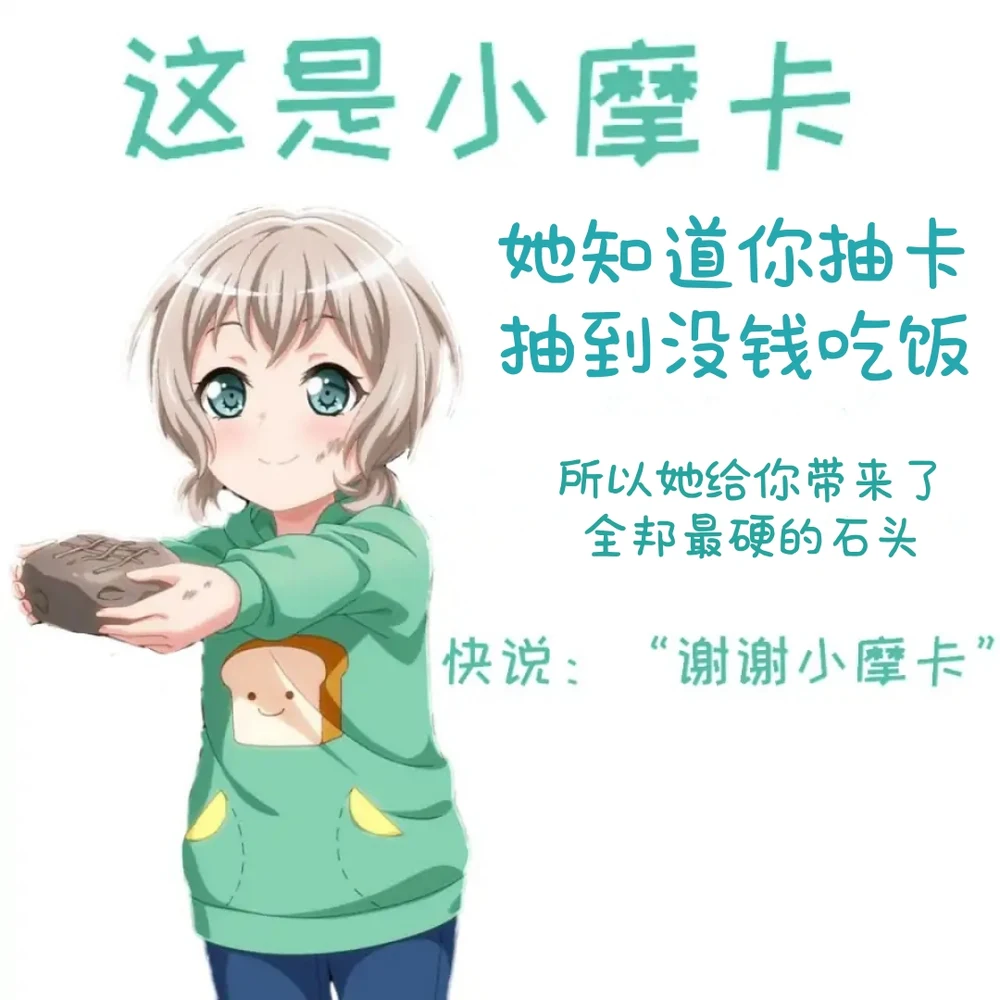 这是小摩卡
她知道你抽卡
抽到没钱吃饭
所以她给你带来了
全邦最硬的石头
快说：“谢谢小摩卡”